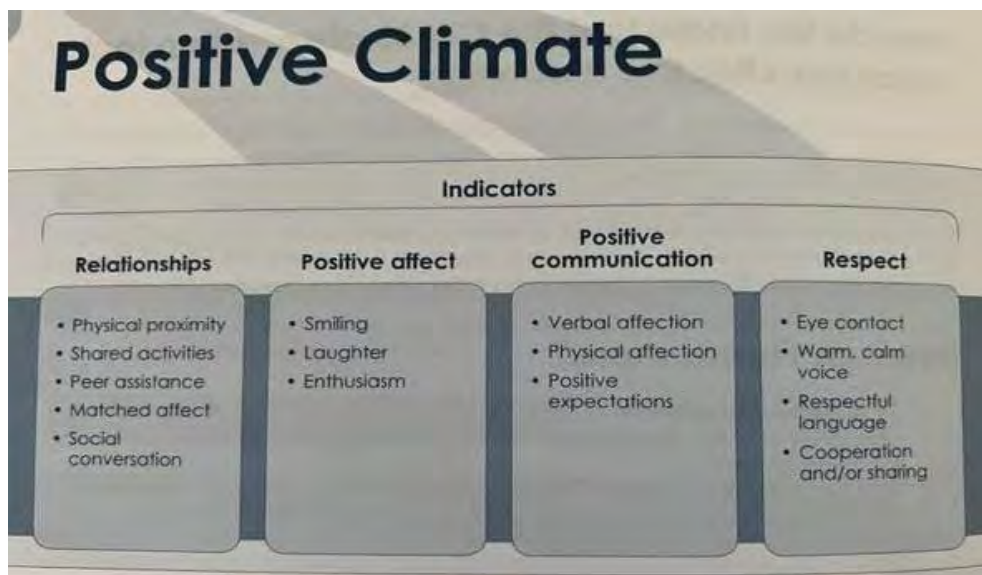 Positive Climate
Indicators
Relationships
• Physical proximity
• Shared activities
• Peer assistance
• Matched affect
• Social
conversation
Positive affect
• Smiling
• Laughter
• Enthusiasm
Positive
communication
• Verbal affection
• Physical affection
• Positive
expectations
Respect
• Eye contact
• Warm, calm
voice
• Respectful
language
• Cooperation
and/or sharing